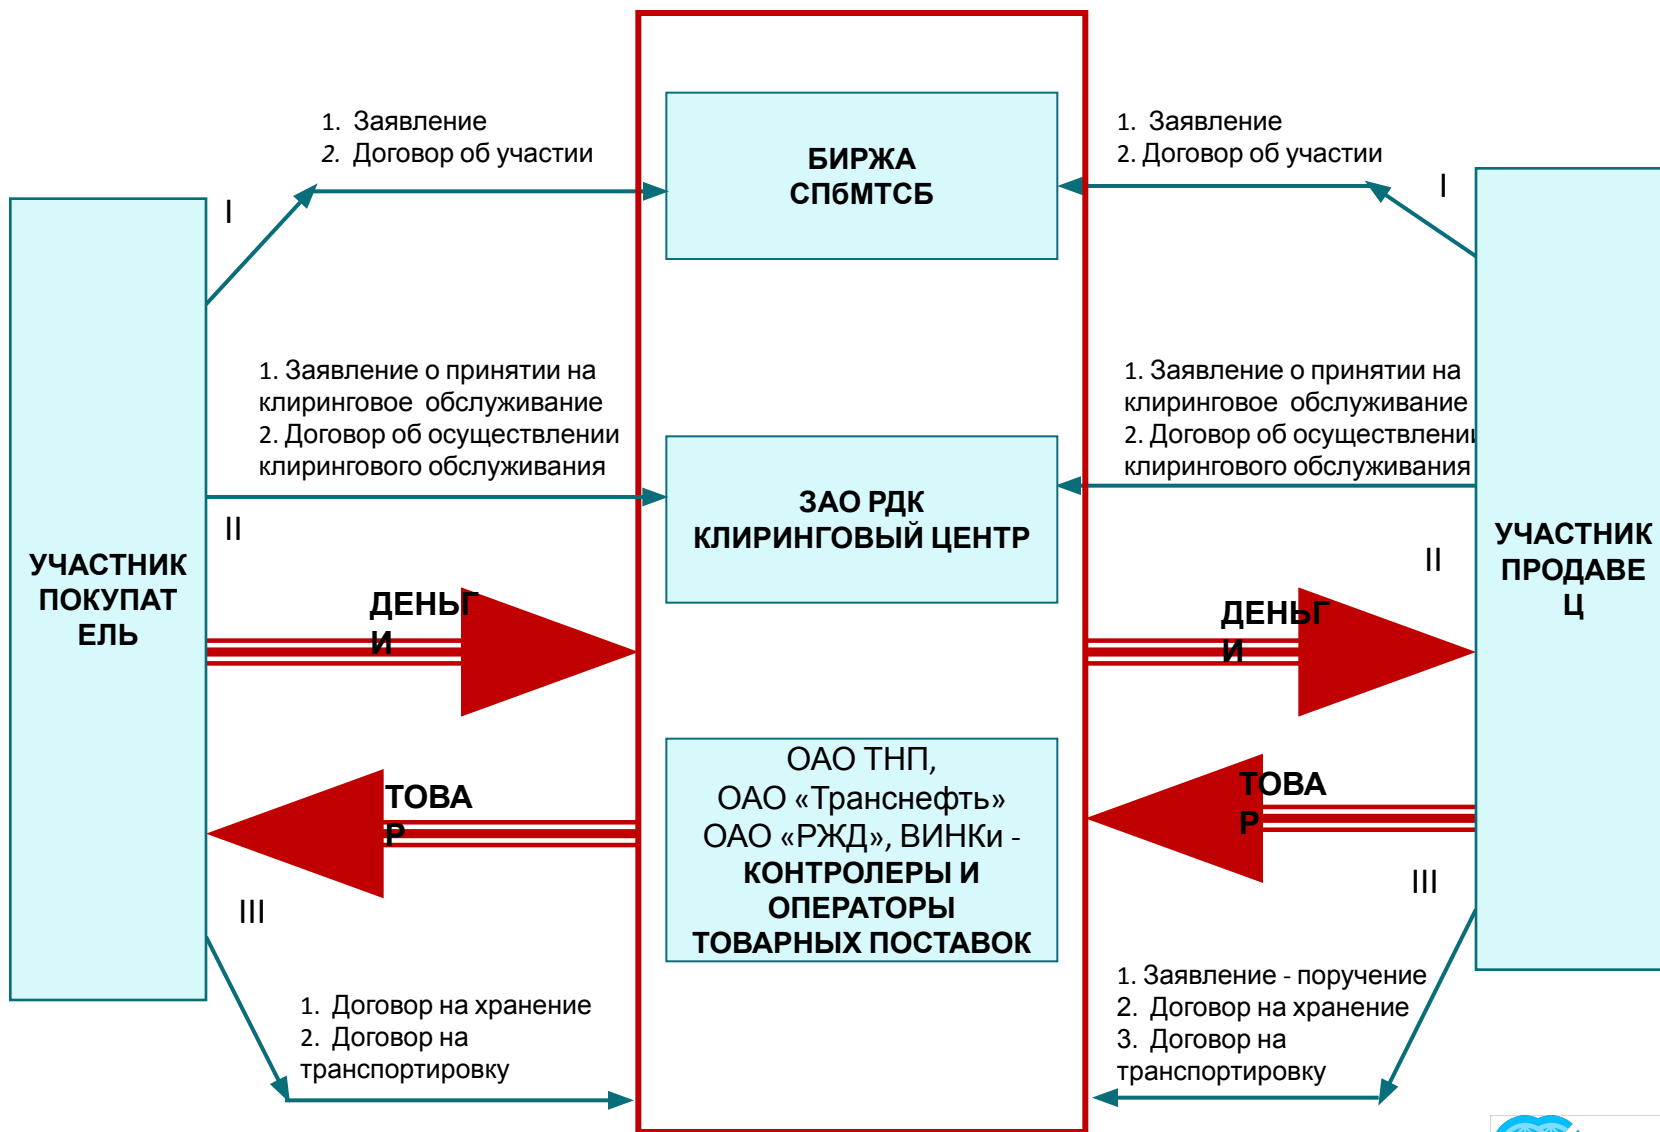 1. Заявление
2. Договор об участии
I
БИРЖА
СПбМТСБ
1. Заявление
2. Договор об участии
I
1. Заявление о принятии на
клиринговое обслуживание
2. Договор об осуществлении
клирингового обслуживания
II
ЗАО РДК
КЛИРИНГОВЫЙ ЦЕНТР
1. Заявление о принятии на
клиринговое обслуживание
2. Договор об осуществлении
клирингового обслуживания
II
УЧАСТНИК
ПОКУПАТ
ЕЛЬ
УЧАСТНИК
ПРОДАВЕ
Ц
ДЕНЬГ
И
ДЕНЬГ
И
ТОВА
Р
ОАО ТНП,
ОАО «Транснефть»
ОАО «РЖД», ВИНКи -
КОНТРОЛЕРЫ И
ОПЕРАТОРЫ
ТОВАРНЫХ ПОСТАВОК
ТОВА
Р
III
1. Договор на хранение
2. Договор на
транспортировку
III
1. Заявление - поручение
2. Договор на хранение
3. Договор на
транспортировку